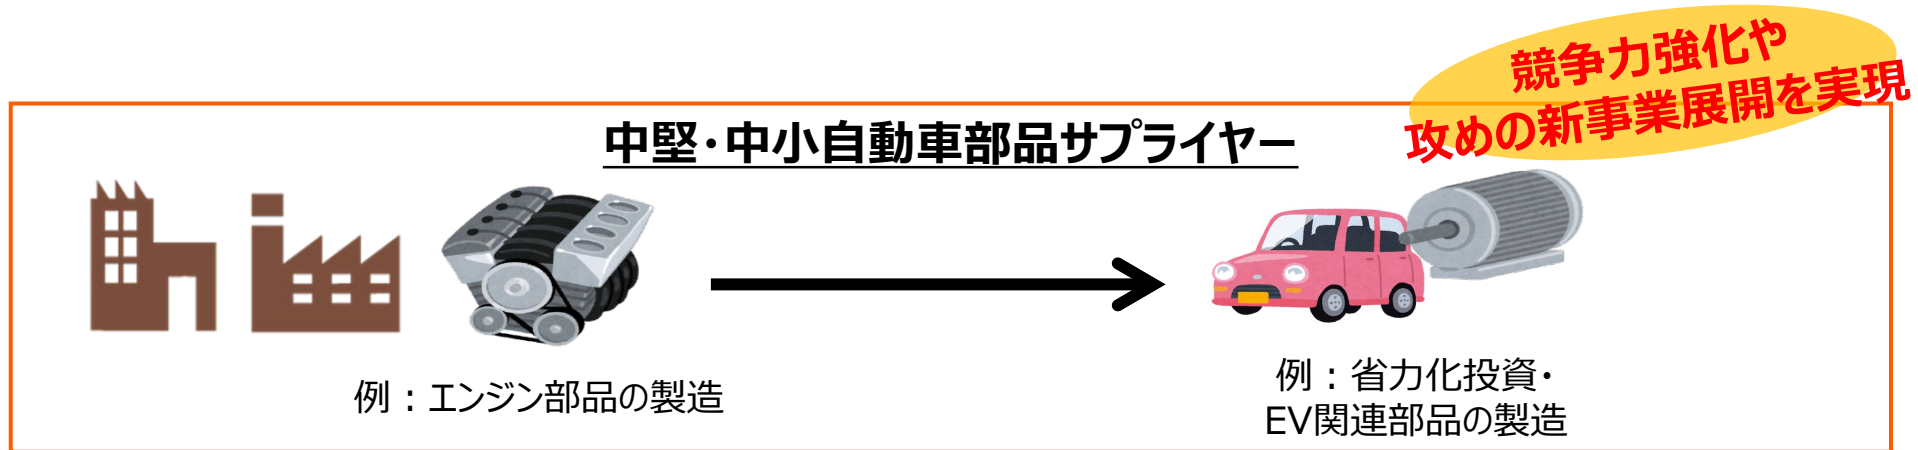 競争力強化や
攻めの新事業展開を実現
中堅・中小自動車部品サプライヤー
例：エンジン部品の製造
例：省力化投資・
EV関連部品の製造